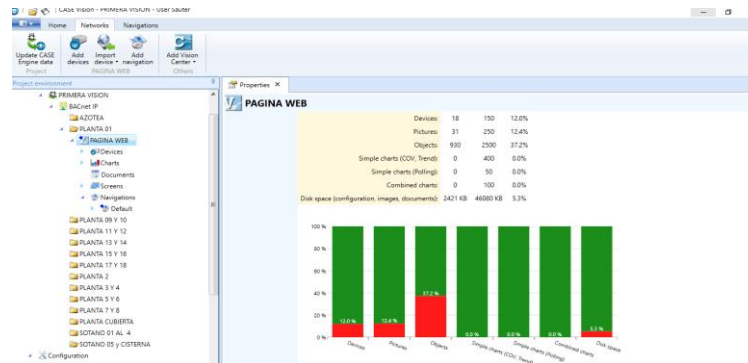 CASE Vision - PRIMERA VISION - User Sauter
Home Networks Navigations
Update CASE Engine data
Add devices
Import device
Add navigation
Add Vision Center
Project
PAGINA WEB
Others
Project environment
PRIMERA VISION
BACnet IP
AZOTEA
PLANTA 01
PAGINA WEB
Devices
Charts
Documents
Screens
Navigations
Default
PLANTA 09 Y 10
PLANTA 11 Y 12
PLANTA 13 Y 14
PLANTA 15 Y 16
PLANTA 17 Y 18
PLANTA 2
PLANTA 3 Y 4
PLANTA 5 Y 6
PLANTA 7 Y 8
PLANTA CUBIERTA
SOTANO 01 AL 4
SOTANO 05 y CISTERNA
Configuration
Properties
PAGINA WEB
Devices: 18 150 12.0%
Pictures: 31 250 12.4%
Objects: 930 2500 37.2%
Simple charts (COV, Trend): 0 400 0.0%
Simple charts (Polling): 0 50 0.0%
Combined charts: 0 100 0.0%
Disk space (configuration, images, documents): 2421 KB 46080 KB 5.3%
100 %
80 %
60 %
40 %
20 %
0 %
12.0 % 12.4 % 37.2 % 0.0 % 0.0 % 0.0 % 5.3 %
Devices
Pictures
Objects
Simple charts (COV, Trend)
Simple charts (Polling)
Combined charts
Disk space